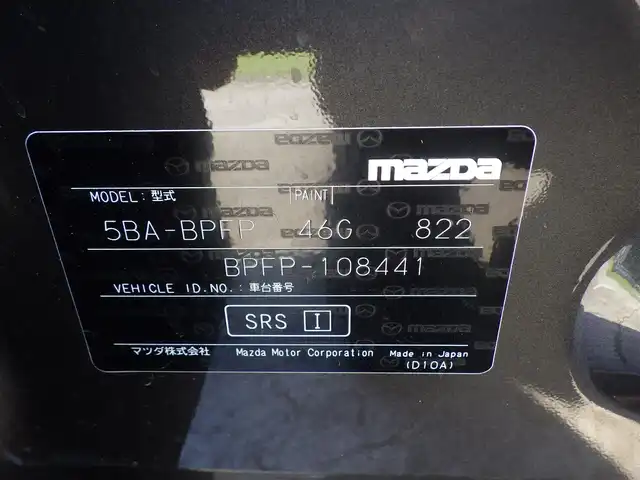 mazda
MODEL:型式 |PAINT|
5BA-BPFP 46G 822
BPFP-108441
VEHICLE ID.NO.:車台番号
SRS I
マツダ株式会社 Mazda Motor Corporation Made in Japan
(D10A)